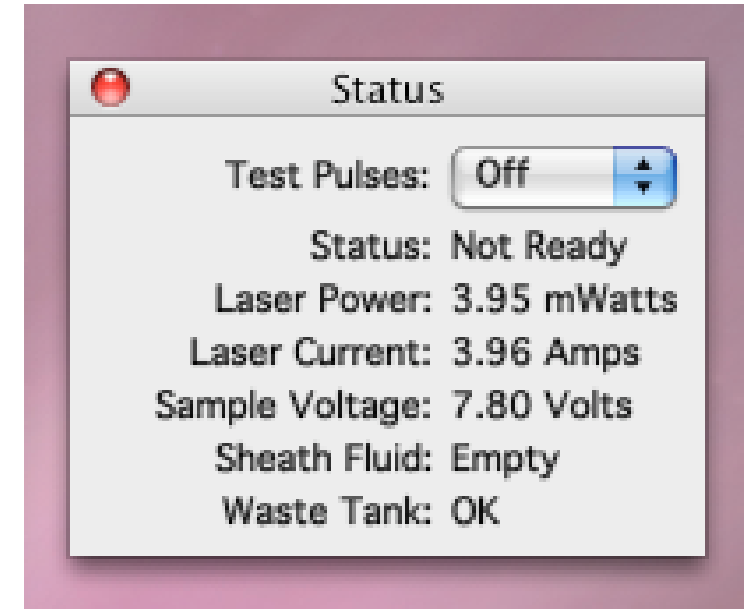 Status
Test Pulses: Off
Status: Not Ready
Laser Power: 3.95 mWatts
Laser Current: 3.96 Amps
Sample Voltage: 7.80 Volts
Sheath Fluid: Empty
Waste Tank: OK